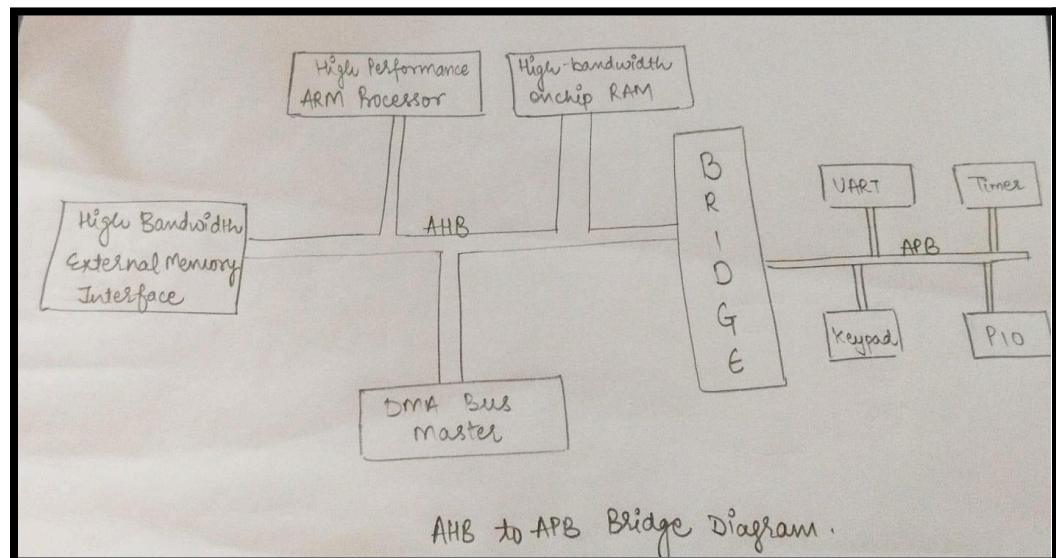 High Performance
ARM Processor
High-bandwidth
onchip RAM
High Bandwidth
External Memory
Interface
AHB
DMA Bus
Master
B
R
I
D
G
E
UART
Timer
APB
Keypad
PIO
AHB to APB Bridge Diagram.